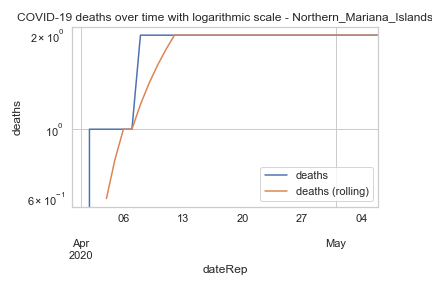 COVID-19 deaths over time with logarithmic scale - Northern_Mariana_Islands
2 × 10⁰
10⁰
6 × 10⁻¹
deaths
deaths
deaths (rolling)
06 13 20 27 04
Apr May
2020
dateRep